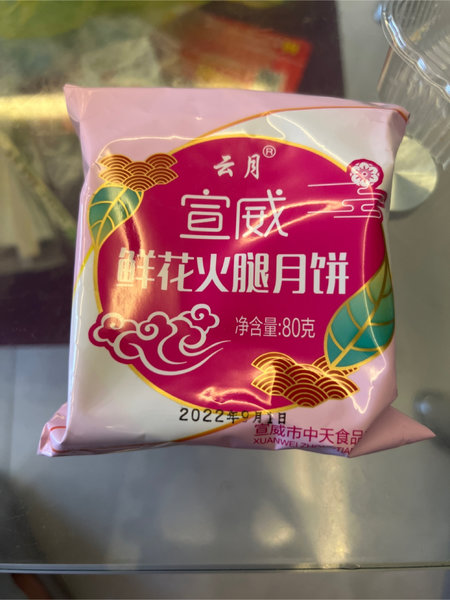 云月®
宣威
鲜花火腿月饼
净含量:80克
2022年9月1日
宣威市中天食品
XUANWEI